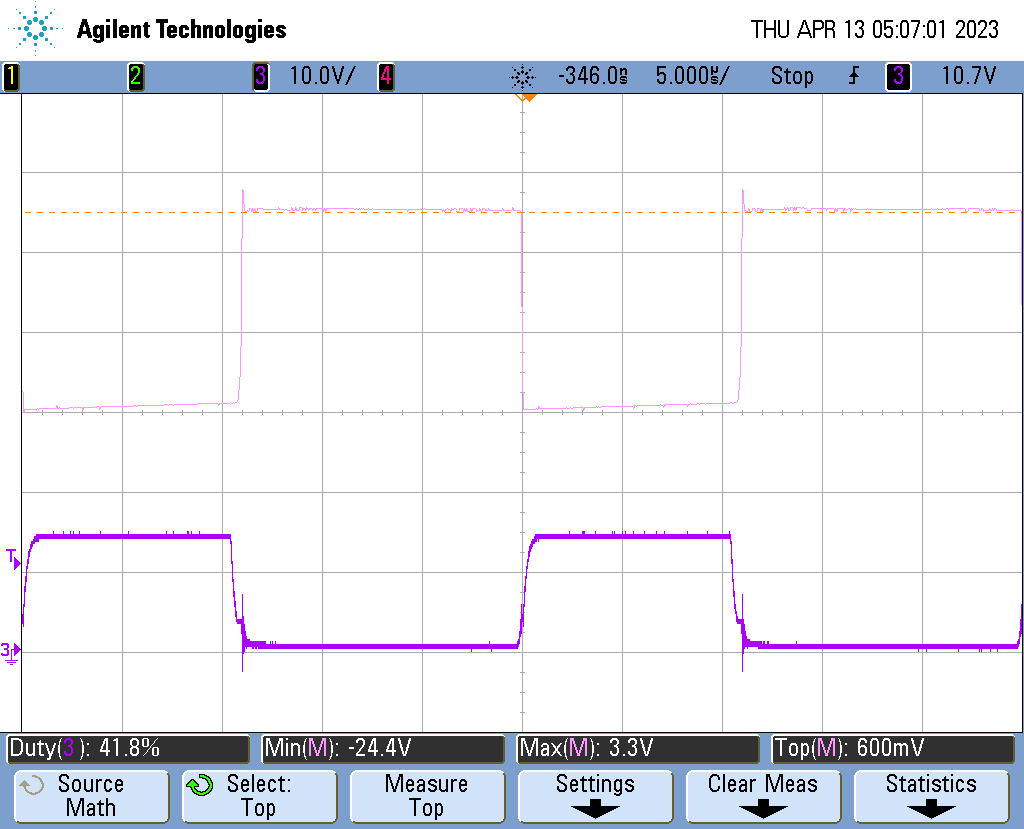 Agilent Technologies
THU APR 13 05:07:01 2023
1 2 3 10.0V/ 4 -346.0ns 5.000us/ Stop 3 10.7V
T
3
Duty(3): 41.8% Min(M): -24.4V Max(M): 3.3V Top(M): 600mV
Source Select: Measure Settings Clear Meas Statistics
Math Top Top